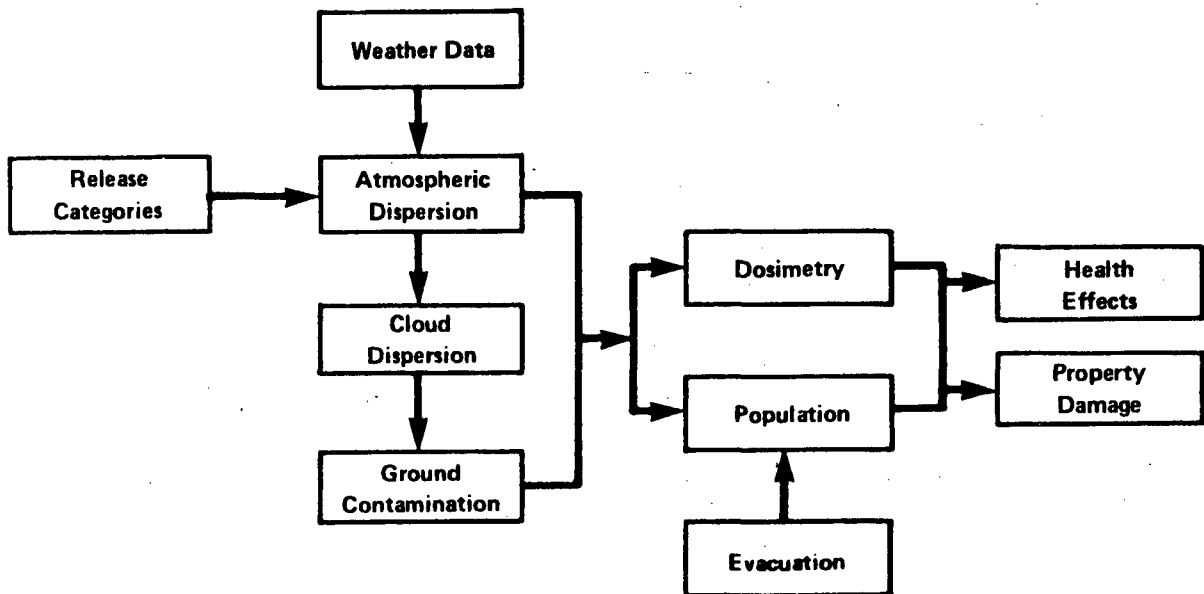 Weather Data
Release
Categories
Atmospheric
Dispersion
Cloud
Dispersion
Ground
Contamination
Dosimetry
Population
Evacuation
Health
Effects
Property
Damage